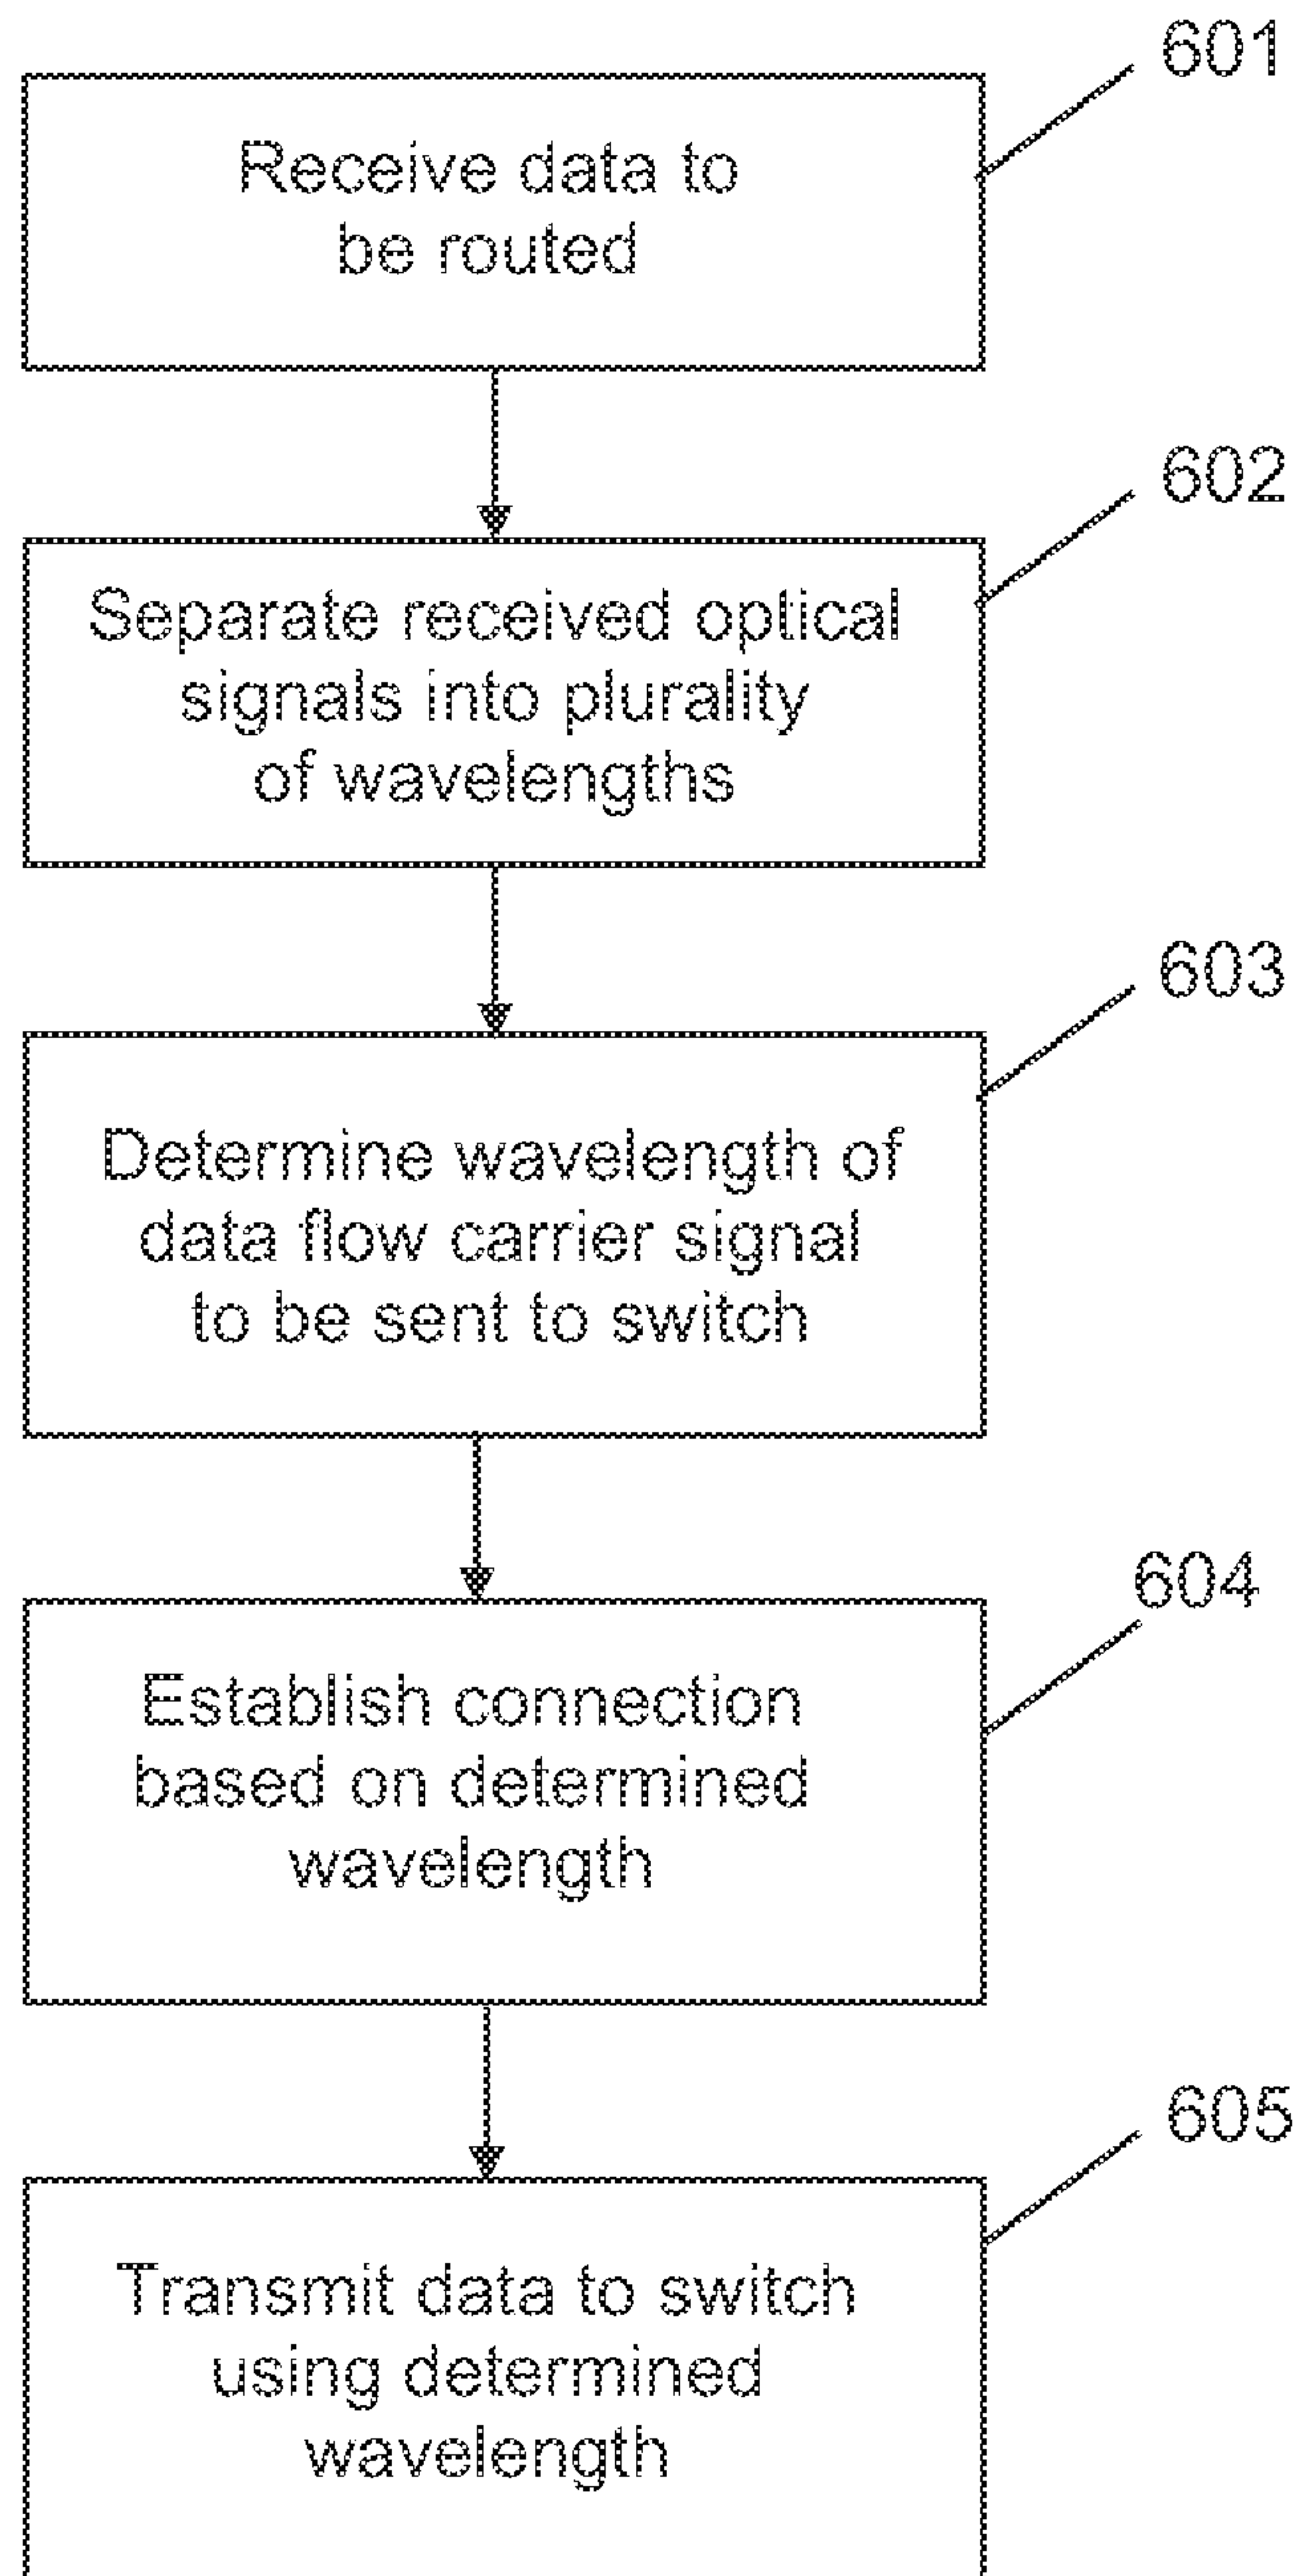 601
Receive data to
be routed
602
Separate received optical
signals into plurality
of wavelengths
603
Determine wavelength of
data flow carrier signal
to be sent to switch
604
Establish connection
based on determined
wavelength
605
Transmit data to switch
using determined
wavelength